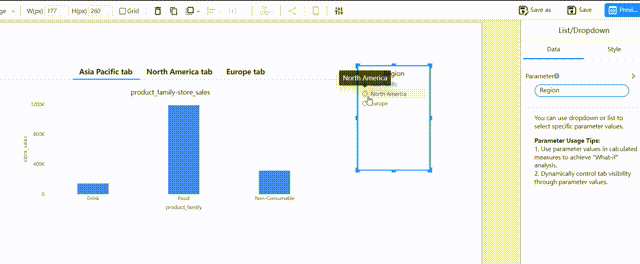 W(px) 177 H(px) 260 Grid Save as Save Previ...
List/Dropdown
Data Style
Parameter
Region
You can use dropdown or list to
select specific parameter values.
Parameter Usage Tips:
1. Use parameter values in calculated
measures to achieve "What-if"
analysis.
2. Dynamically control tab visibility
through parameter values.
Asia Pacific tab North America tab Europe tab
product_family-store_sales
store_sales
1200K
800K
400K
0
Drink Food Non-Consumable
product_family
North America
North America
Europe